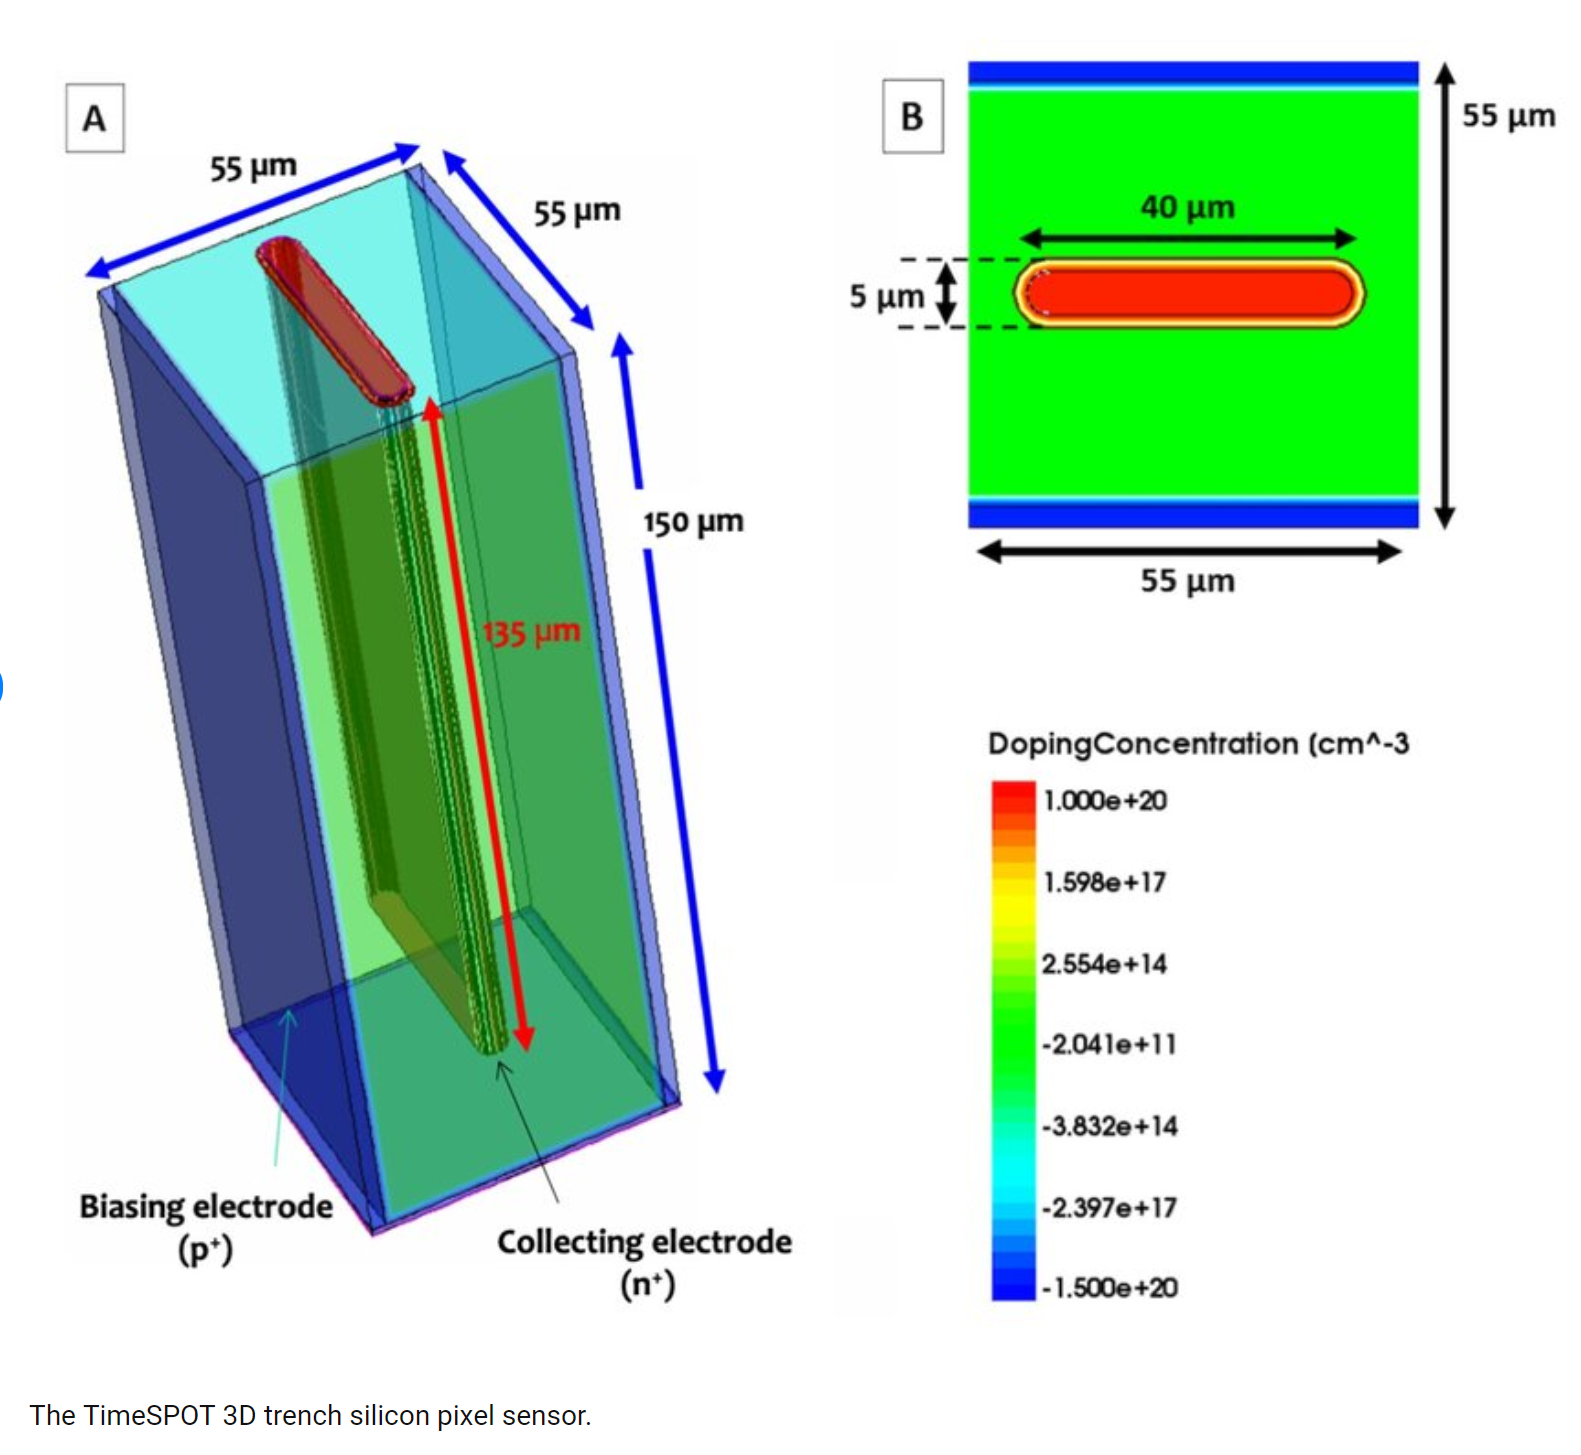 A
55 µm
55 µm
150 µm
135 µm
Biasing electrode
(p⁺)
Collecting electrode
(n⁺)
B
55 µm
40 µm
5 µm
55 µm
DopingConcentration (cm^-3
1.000e+20
1.598e+17
2.554e+14
-2.041e+11
-3.832e+14
-2.397e+17
-1.500e+20
The TimeSPOT 3D trench silicon pixel sensor.